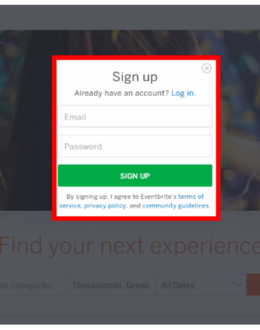 Sign up
Already have an account? Log in.
Email
Password
SIGN UP
By signing up, I agree to Eventbrite's terms of
service, privacy policy, and community guidelines.
Find your next experience
categories
Thessaloniki, Greec
All Dates